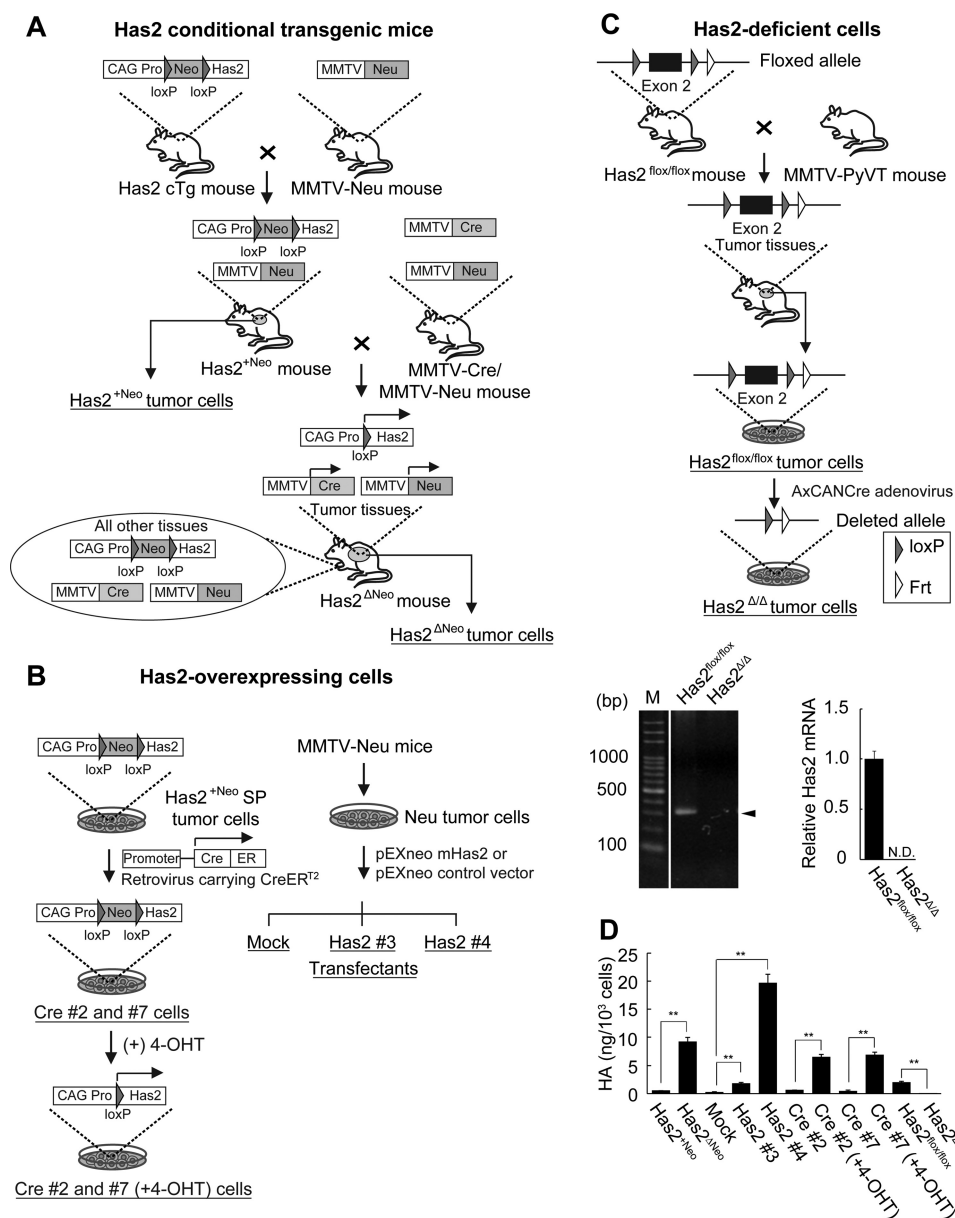 A
Has2 conditional transgenic mice
CAG Pro Neo Has2
loxP loxP
MMTV Neu
Has2 cTg mouse
×
MMTV-Neu mouse
CAG Pro Neo Has2
loxP loxP
MMTV Cre
MMTV Neu
MMTV Neu
Has2+Neo mouse
×
MMTV-Cre/
MMTV-Neu mouse
Has2+Neo tumor cells
CAG Pro Has2
loxP
MMTV Cre
MMTV Neu
Tumor tissues
All other tissues
CAG Pro Neo Has2
loxP loxP
MMTV Cre
MMTV Neu
Has2ΔNeo mouse
Has2ΔNeo tumor cells
B
Has2-overexpressing cells
CAG Pro Neo Has2
loxP loxP
Has2+Neo SP
tumor cells
Promoter Cre ER
Retrovirus carrying CreERT2
CAG Pro Neo Has2
loxP loxP
Cre #2 and #7 cells
(+) 4-OHT
CAG Pro Has2
loxP
Cre #2 and #7 (+4-OHT) cells
MMTV-Neu mice
Neu tumor cells
pEXneo mHas2 or
pEXneo control vector
Mock
Has2 #3
Has2 #4
Transfectants
C
Has2-deficient cells
Floxed allele
Exon 2
×
Has2flox/flox mouse
MMTV-PyVT mouse
Exon 2
Tumor tissues
Exon 2
Has2flox/flox tumor cells
AxCANCre adenovirus
Deleted allele
loxP
Frt
Has2Δ/Δ tumor cells
(bp)
M
Has2flox/flox
Has2Δ/Δ
1000
500
100
Relative Has2 mRNA
1.5
1.0
0.5
0
N.D.
Has2flox/flox
Has2Δ/Δ
D
HA (ng/10³ cells)
25
20
15
10
5
0
**
**
**
**
**
**
Has2+Neo
Has2ΔNeo
Mock
Has2 #3
Has2 #4
Cre #2
Cre #2 (+4-OHT)
Cre #7
Cre #7 (+4-OHT)
Has2flox/flox